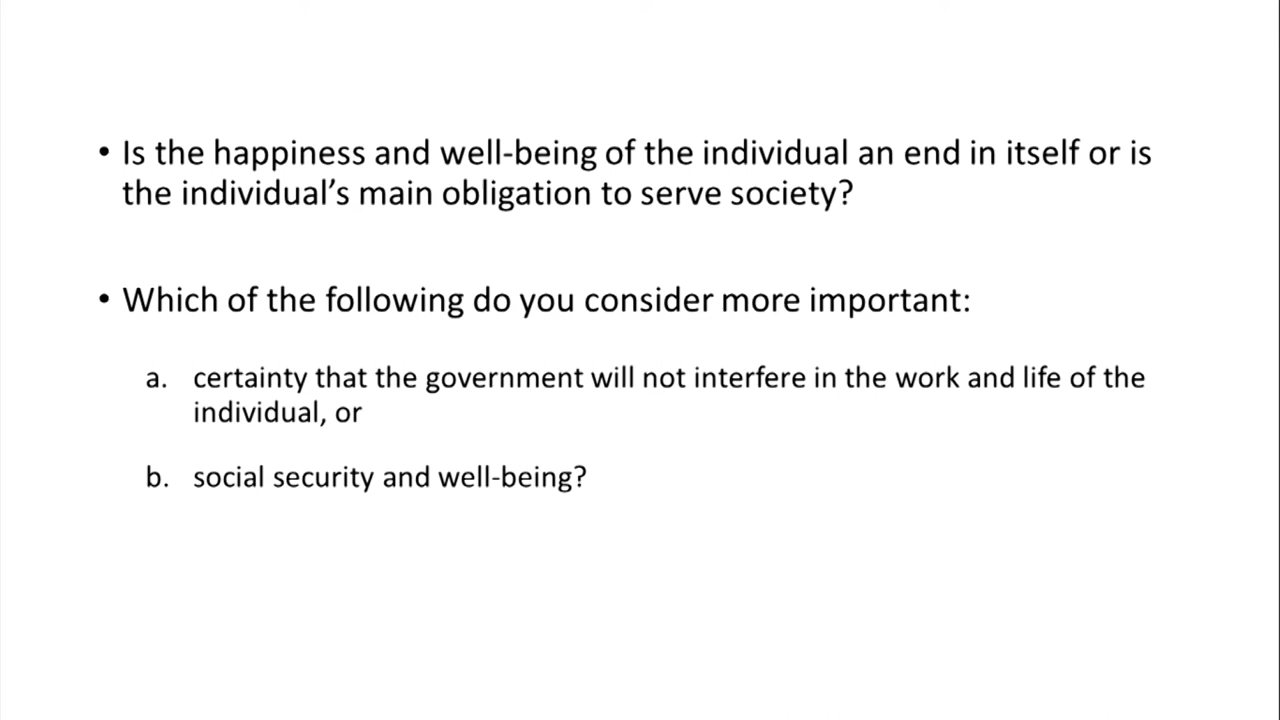 • Is the happiness and well-being of the individual an end in itself or is
the individual’s main obligation to serve society?
• Which of the following do you consider more important:
a. certainty that the government will not interfere in the work and life of the
individual, or
b. social security and well-being?